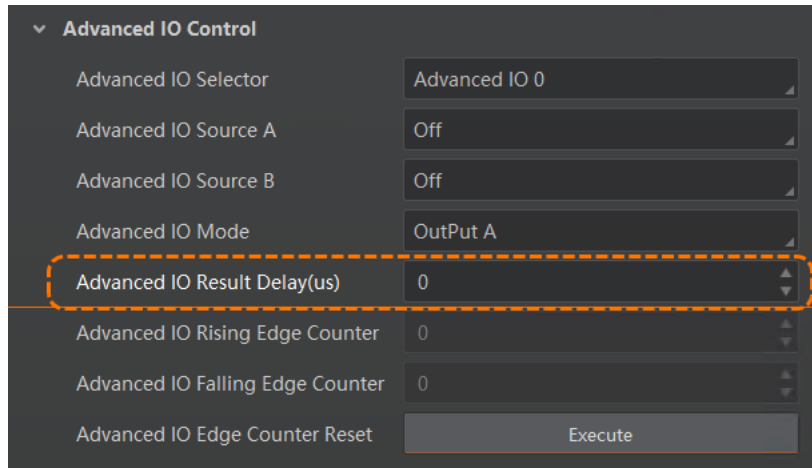 Advanced IO Control
Advanced IO Selector Advanced IO 0
Advanced IO Source A Off
Advanced IO Source B Off
Advanced IO Mode OutPut A
Advanced IO Result Delay(us) 0
Advanced IO Rising Edge Counter 0
Advanced IO Falling Edge Counter 0
Advanced IO Edge Counter Reset Execute